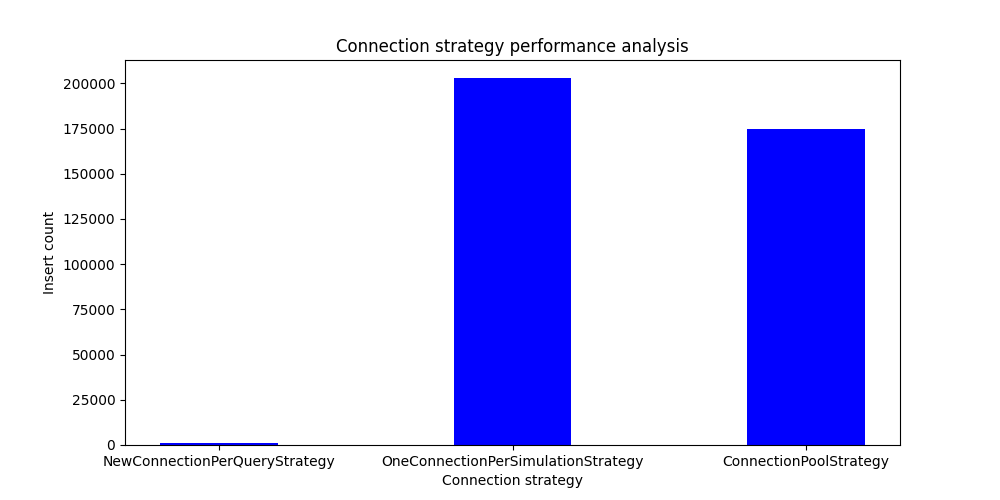 Connection strategy performance analysis
Insert count
200000
175000
150000
125000
100000
75000
50000
25000
0
NewConnectionPerQueryStrategy OneConnectionPerSimulationStrategy ConnectionPoolStrategy
Connection strategy